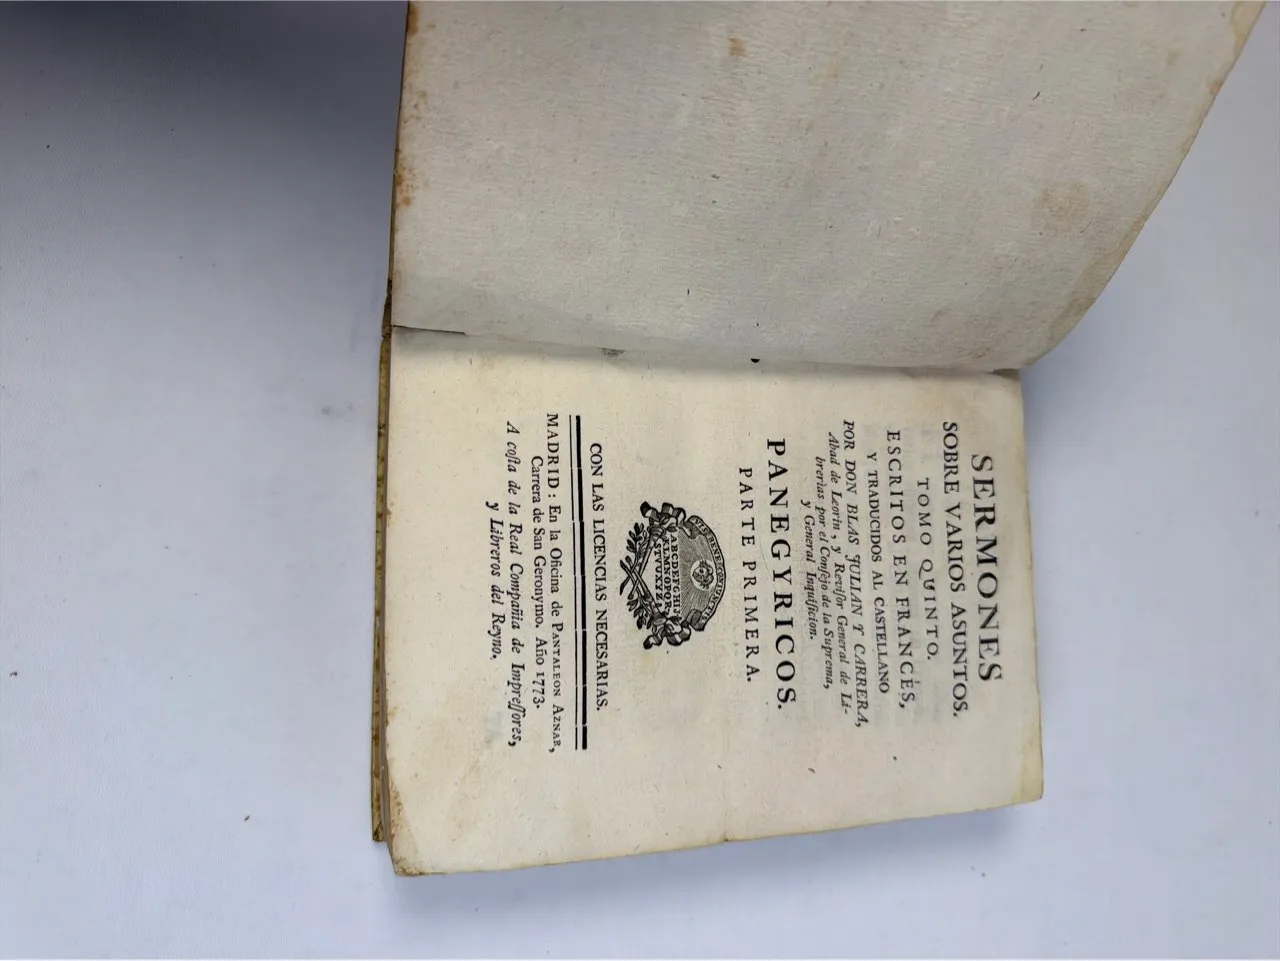 SERMONES
SOBRE VARIOS ASUNTOS.
TOMO QUINTO.
ESCRITOS EN FRANCÉS,
Y TRADUCIDOS AL CASTELLANO
POR DON BLAS JULIAN Y CARRERA,
Abad de Leorin, y Reviſor General de Li-
brerias por el Conſejo de la Suprema,
y General Inquiſicion.
PANEGYRICOS.
PARTE PRIMERA.
ABCDEFGHIJ
KLMNOPQR
STVUXYZ
CON LAS LICENCIAS NECESARIAS.
MADRID: En la Oficina de PANTALEON AZNAR,
Carrera de San Geronymo. Año 1773.
A coſta de la Real Compañia de Impreſſores,
y Libreros del Reyno.